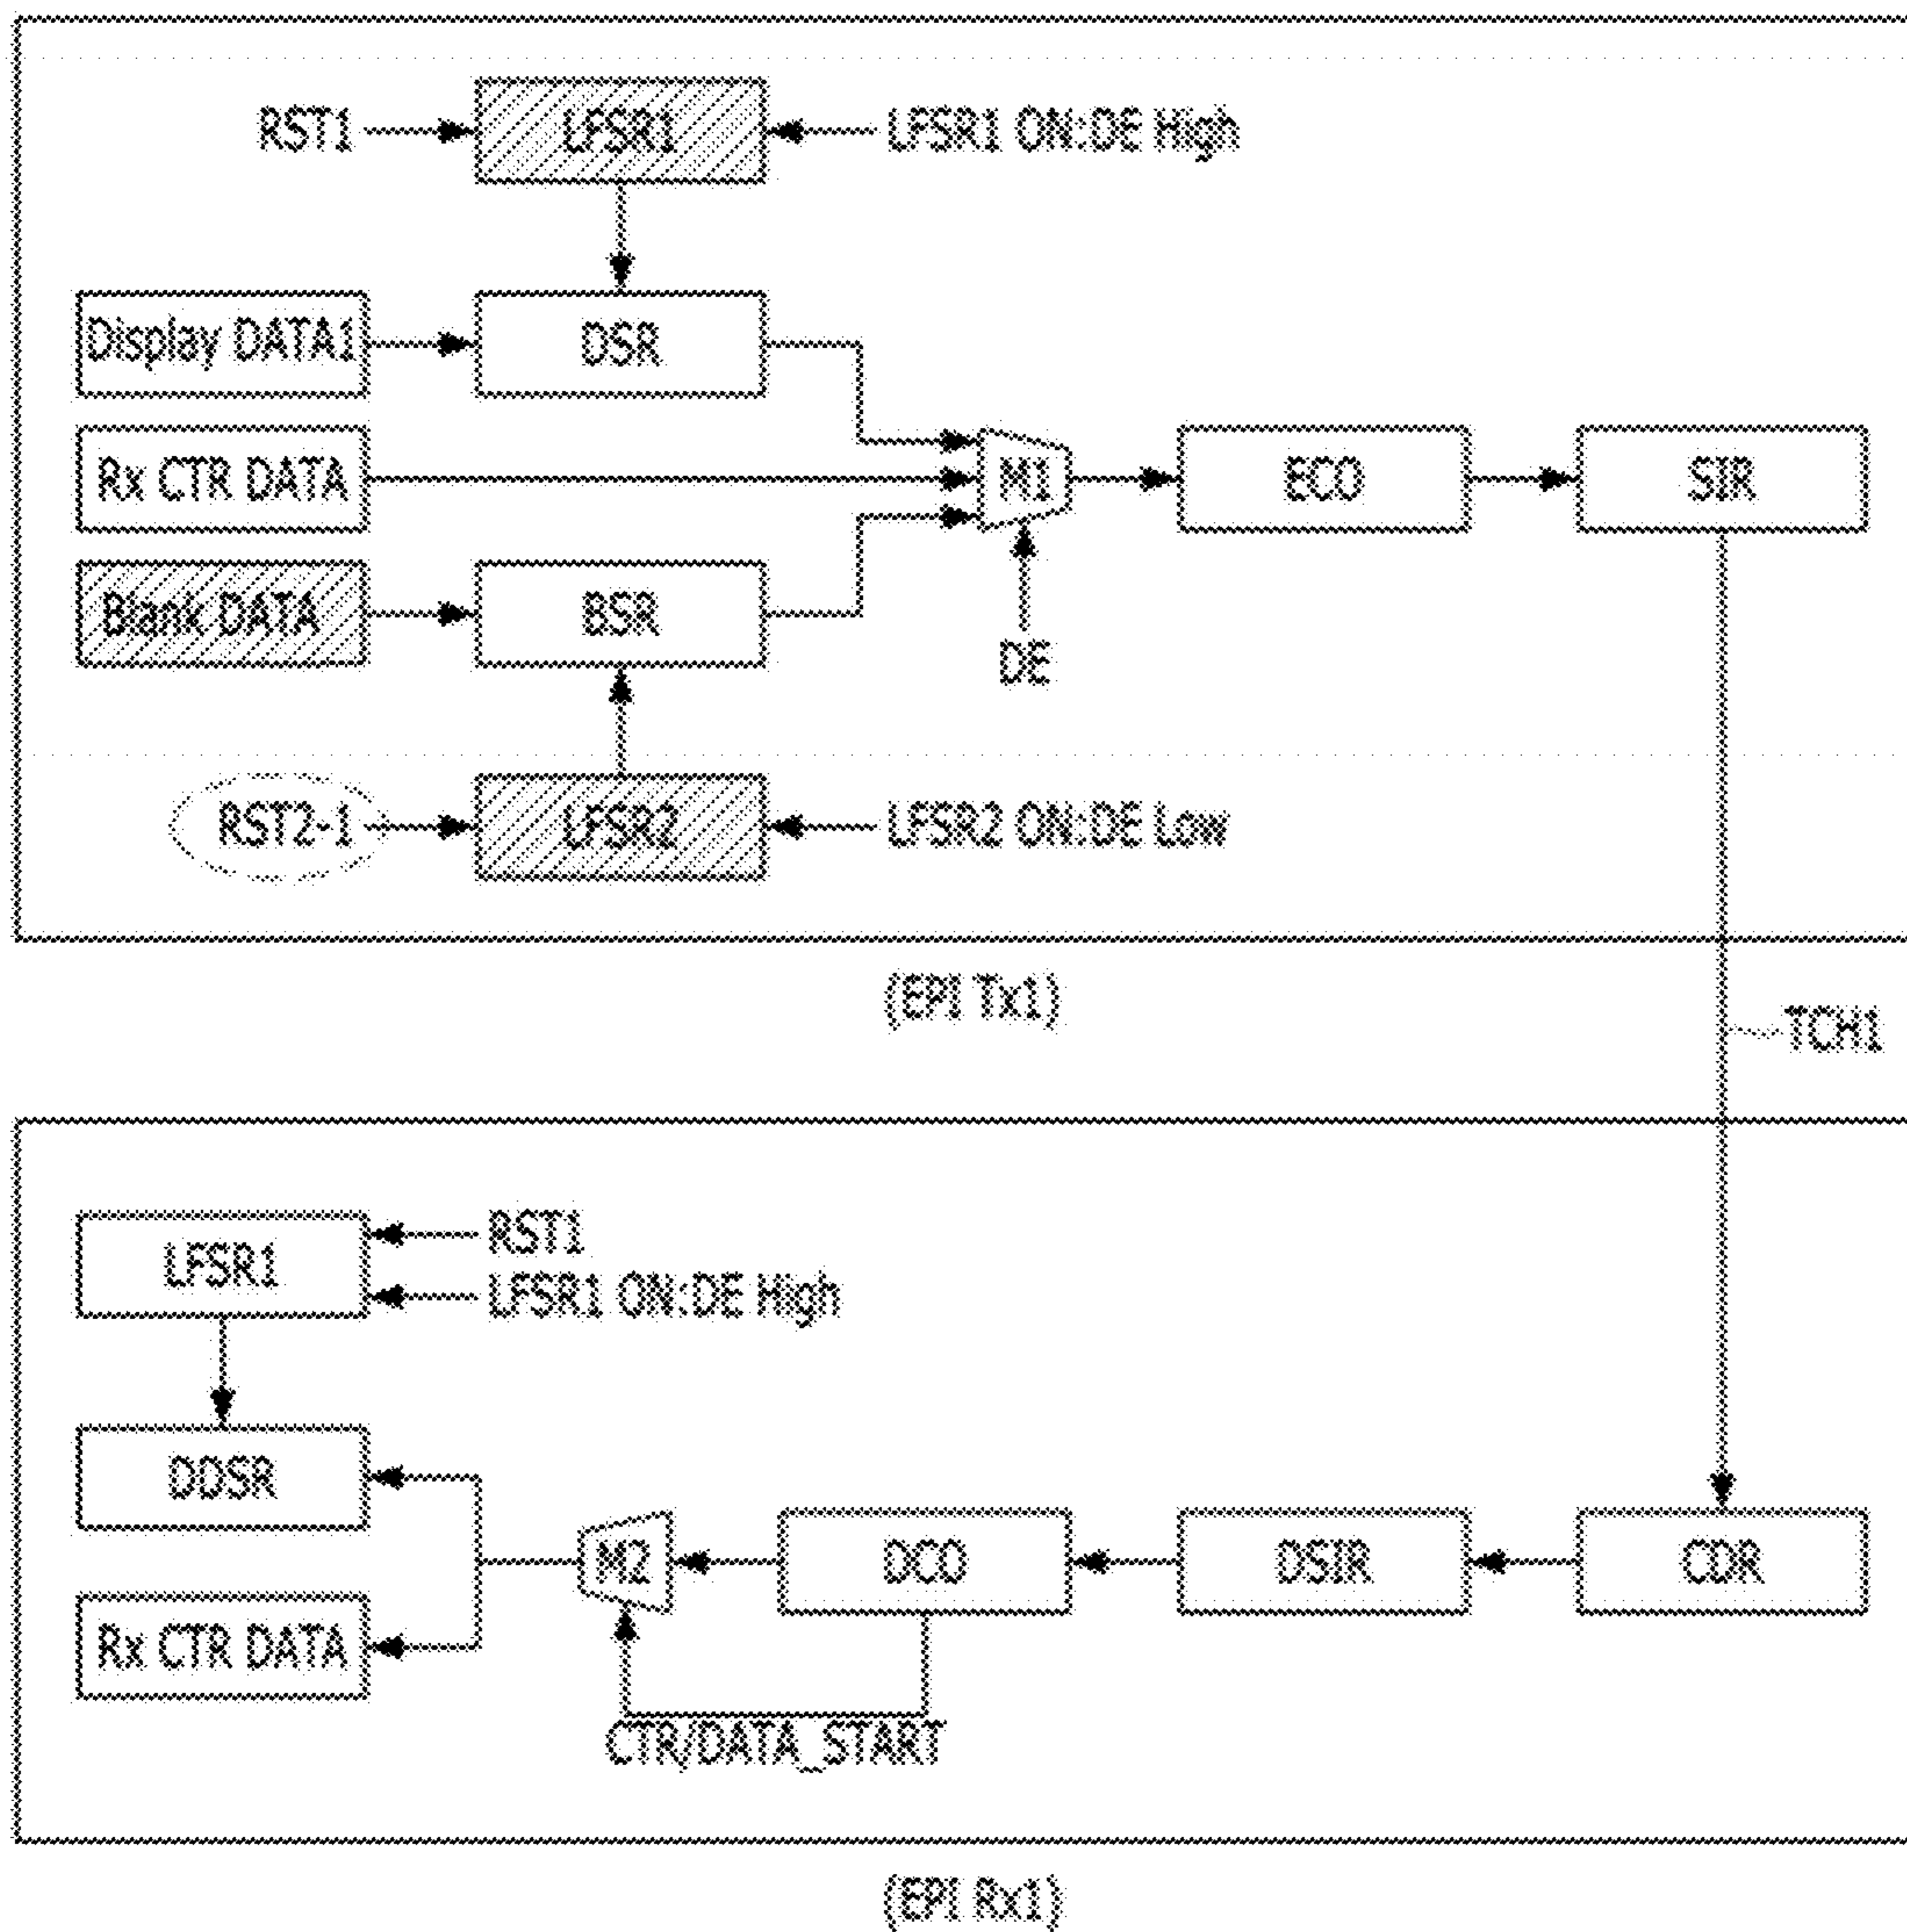 RST1
LFSR1
LFSR1 ON:DE High
Display DATA1
DSR
Rx CTR DATA
M1
ECO
SIR
Blank DATA
BSR
DE
RST2-1
LFSR2
LFSR2 ON:DE Low
(EPI Tx1)
TCH1
LFSR1
RST1
LFSR1 ON:DE High
DDSR
M2
DCO
DSIR
CDR
Rx CTR DATA
CTR/DATA_START
(EPI Rx1)